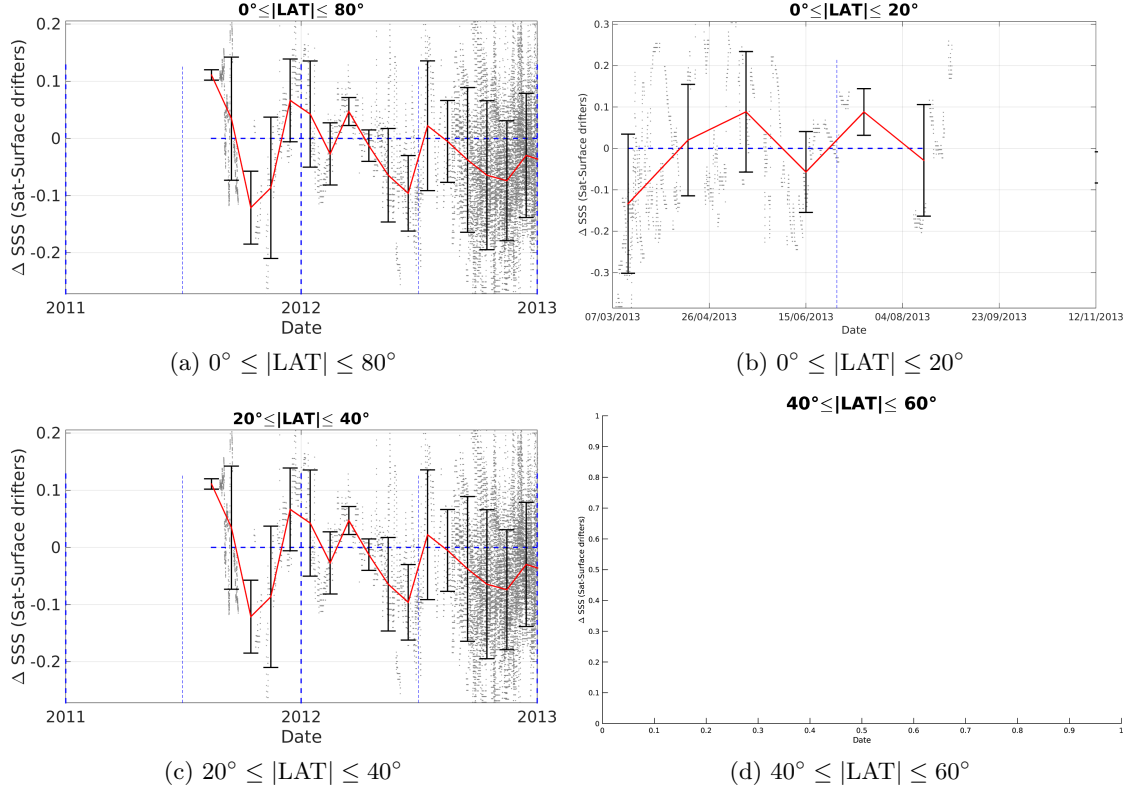 0°≤|LAT|≤ 80°
Δ SSS (Sat-Surface drifters)
0.2
0.1
0
-0.1
-0.2
2011 2012 2013
Date
(a) 0° ≤ |LAT| ≤ 80°
0°≤|LAT|≤ 20°
Δ SSS (Sat-Surface drifters)
0.3
0.2
0.1
0
-0.1
-0.2
-0.3
07/03/2013 26/04/2013 15/06/2013 04/08/2013 23/09/2013 12/11/2013
Date
(b) 0° ≤ |LAT| ≤ 20°
20°≤|LAT|≤ 40°
Δ SSS (Sat-Surface drifters)
0.2
0.1
0
-0.1
-0.2
2011 2012 2013
Date
(c) 20° ≤ |LAT| ≤ 40°
40°≤|LAT|≤ 60°
Δ SSS (Sat-Surface drifters)
1
0.9
0.8
0.7
0.6
0.5
0.4
0.3
0.2
0.1
0
0 0.1 0.2 0.3 0.4 0.5 0.6 0.7 0.8 0.9 1
Date
(d) 40° ≤ |LAT| ≤ 60°